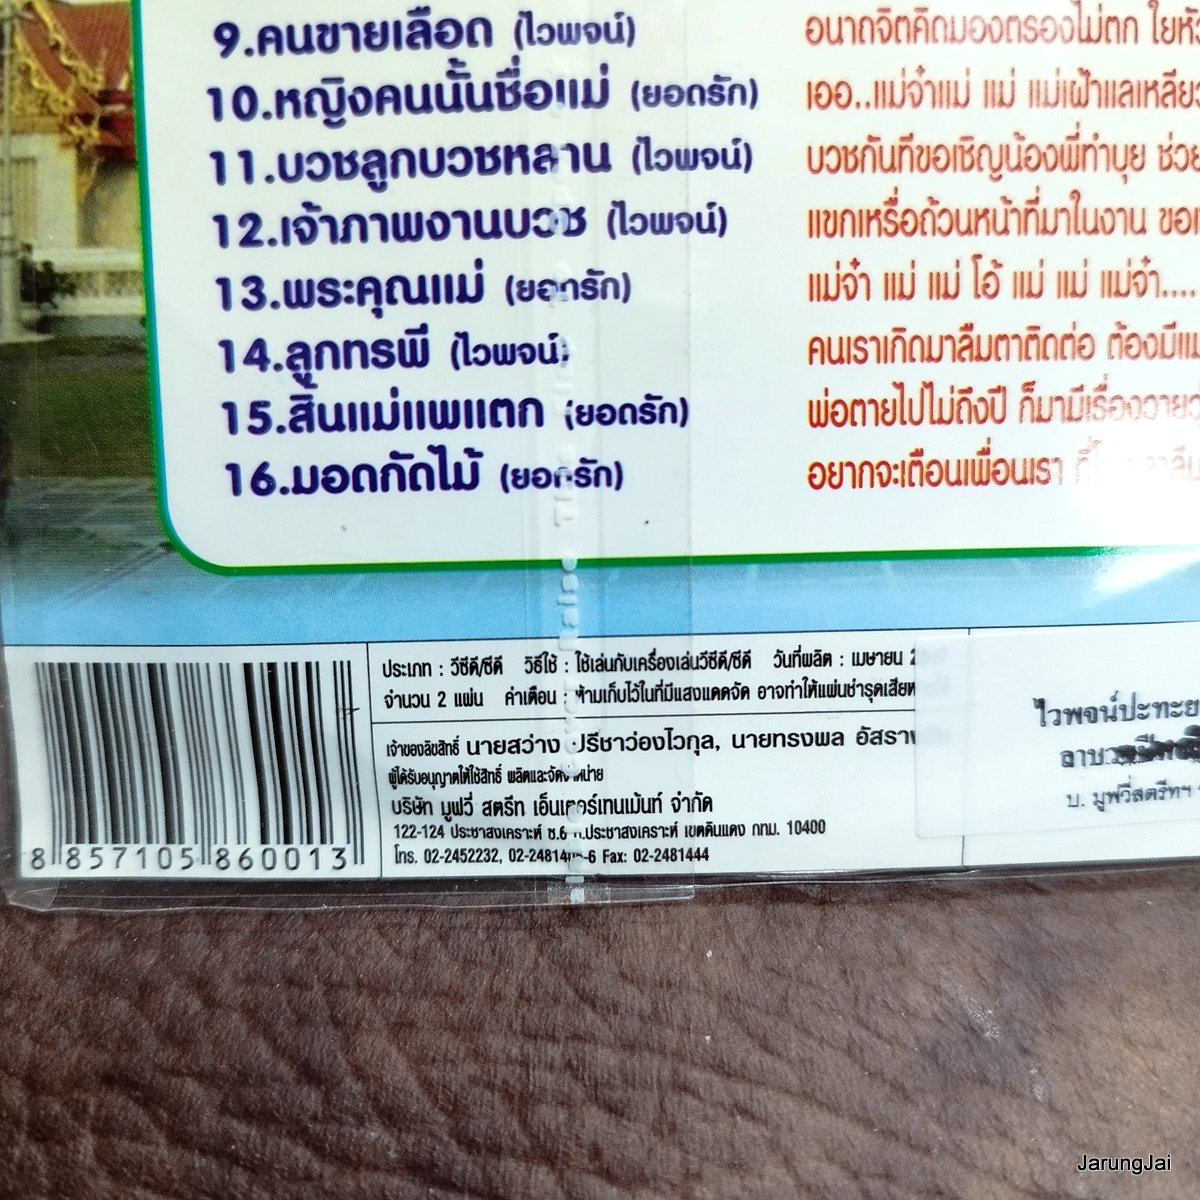 9.คนขายเลือด (ไวพจน์)
10.หญิงคนนั้นชื่อแม่ (ยอดรัก)
11.บวชลูกบวชหลาน (ไวพจน์)
12.เจ้าภาพงานบวช (ไวพจน์)
13.พระคุณแม่ (ยอดรัก)
14.ลูกทรพี (ไวพจน์)
15.สิ้นแม่แพแตก (ยอดรัก)
16.มอดกัดไม้ (ยอดรัก)
อนาถจิตคิดมองตรองไม่ตก ใยหัว
เออ..แม่จ๋าแม่ แม่ แม่เฝ้าแลเหลียว
บวชกันทีขอเชิญน้องพี่ทำบุย ช่วย
แขกเหรื่อถ้วนหน้าที่มาในงาน
แม่จ๋า แม่ แม่ โอ้ แม่ แม่ แม่จ๋า....
คนเราเกิดมาลืมตาติดต่อ ต้องมีแม่
พ่อตายไปไม่ถึงปี ก็มามีเรื่อง
อยากจะเตือนเพื่อนเรา
ประเภท : วีซีดี/ซีดี วิธีใช้ : ใช้เล่นกับเครื่องเล่นวีซีดี/ซีดี วันที่ผลิต : เมษายน 2
จำนวน 2 แผ่น คำเตือน : ห้ามเก็บไว้ในที่มีแสงแดดจัด อาจทำให้แผ่นชำรุดเสียห
เจ้าของลิขสิทธิ์ นายสว่าง ปรีชาว่องไวกุล, นายทรงพล
ผู้ได้รับอนุญาตให้ใช้สิทธิ์ ผลิตและจัดจำหน่าย
บริษัท มูฟวี่ สตรีท เอ็นเตอร์เทนเม้นท์ จำกัด
122-124 ประชาสงเคราะห์ ซ.6 ถ.ประชาสงเคราะห์ เขตดินแดง กทม. 10400
โทร. 02-2452232, Fax: 02-2481444
8 857105 860013
ไวพจน์ปะทะย
ลาบวช
บ. มูฟวี่สตรีทฯ
JarungJai